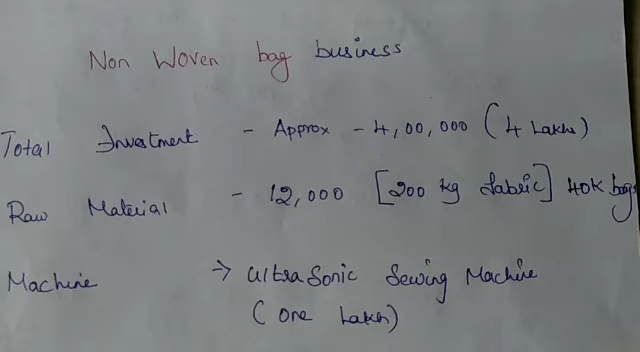 Non Woven bag business
Total Investment - Approx - 4,00,000 (4 Lakhs)
Raw Material - 12,000 [200 kg fabric] 40K bags
Machine → Ultrasonic Sewing Machine
(One Lakh)